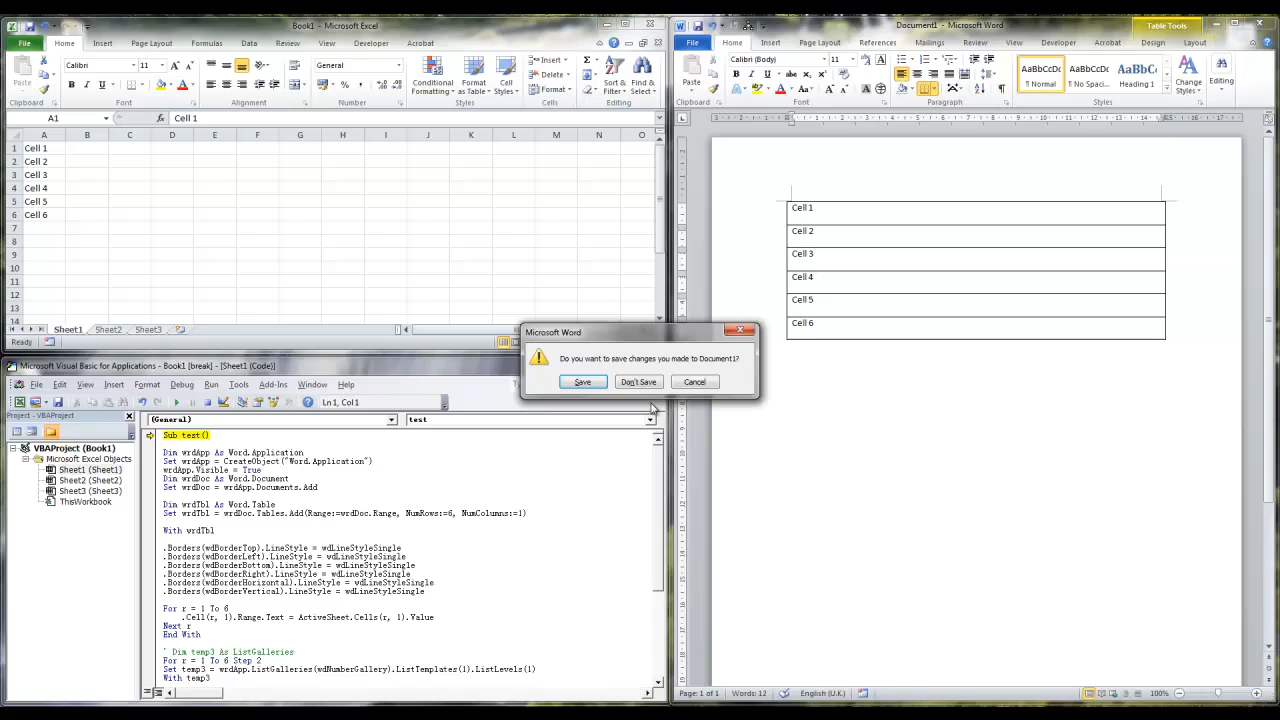 Book1 - Microsoft Excel
File Home Insert Page Layout Formulas Data Review View Developer Acrobat
Calibri 11 General Conditional Formatting Format as Table Cell Styles Insert Delete Format Sort & Filter Find & Select
Paste
Clipboard Font Alignment Number Styles Cells Editing
A1 fx Cell 1
A B C D E F G H I J K L M N O
1 Cell 1
2 Cell 2
3 Cell 3
4 Cell 4
5 Cell 5
6 Cell 6
7
8
9
10
11
12
13
Sheet1 Sheet2 Sheet3
Ready
Document1 - Microsoft Word
Table Tools
File Home Insert Page Layout References Mailings Review View Developer Acrobat Design Layout
Calibri (Body) 11
Paste
AaBbCcDc AaBbCcDc AaBbC
¶ Normal ¶ No Spaci... Heading 1 Change Styles Editing
Clipboard Font Paragraph Styles
Cell 1
Cell 2
Cell 3
Cell 4
Cell 5
Cell 6
Page: 1 of 1 Words: 12 English (U.K.) 100%
Microsoft Word
Do you want to save changes you made to Document1?
Save Don't Save Cancel
Microsoft Visual Basic for Applications - Book1 [break] - [Sheet1 (Code)]
File Edit View Insert Format Debug Run Tools Add-Ins Window Help
Ln 1, Col 1
Project - VBAProject
VBAProject (Book1)
Microsoft Excel Objects
Sheet1 (Sheet1)
Sheet2 (Sheet2)
Sheet3 (Sheet3)
ThisWorkbook
(General) test
Sub test()
Dim wrdApp As Word.Application
Set wrdApp = CreateObject("Word.Application")
wrdApp.Visible = True
Dim wrdDoc As Word.Document
Set wrdDoc = wrdApp.Documents.Add
Dim wrdTbl As Word.Table
Set wrdTbl = wrdDoc.Tables.Add(Range:=wrdDoc.Range, NumRows:=6, NumColumns:=1)
With wrdTbl
.Borders(wdBorderTop).LineStyle = wdLineStyleSingle
.Borders(wdBorderLeft).LineStyle = wdLineStyleSingle
.Borders(wdBorderBottom).LineStyle = wdLineStyleSingle
.Borders(wdBorderRight).LineStyle = wdLineStyleSingle
.Borders(wdBorderHorizontal).LineStyle = wdLineStyleSingle
.Borders(wdBorderVertical).LineStyle = wdLineStyleSingle
For r = 1 To 6
.Cell(r, 1).Range.Text = ActiveSheet.Cells(r, 1).Value
Next r
End With
' Dim temp3 As ListGalleries
For r = 1 To 6 Step 2
Set temp3 = wrdApp.ListGalleries(wdNumberGallery).ListTemplates(1).ListLevels(1)
With temp3